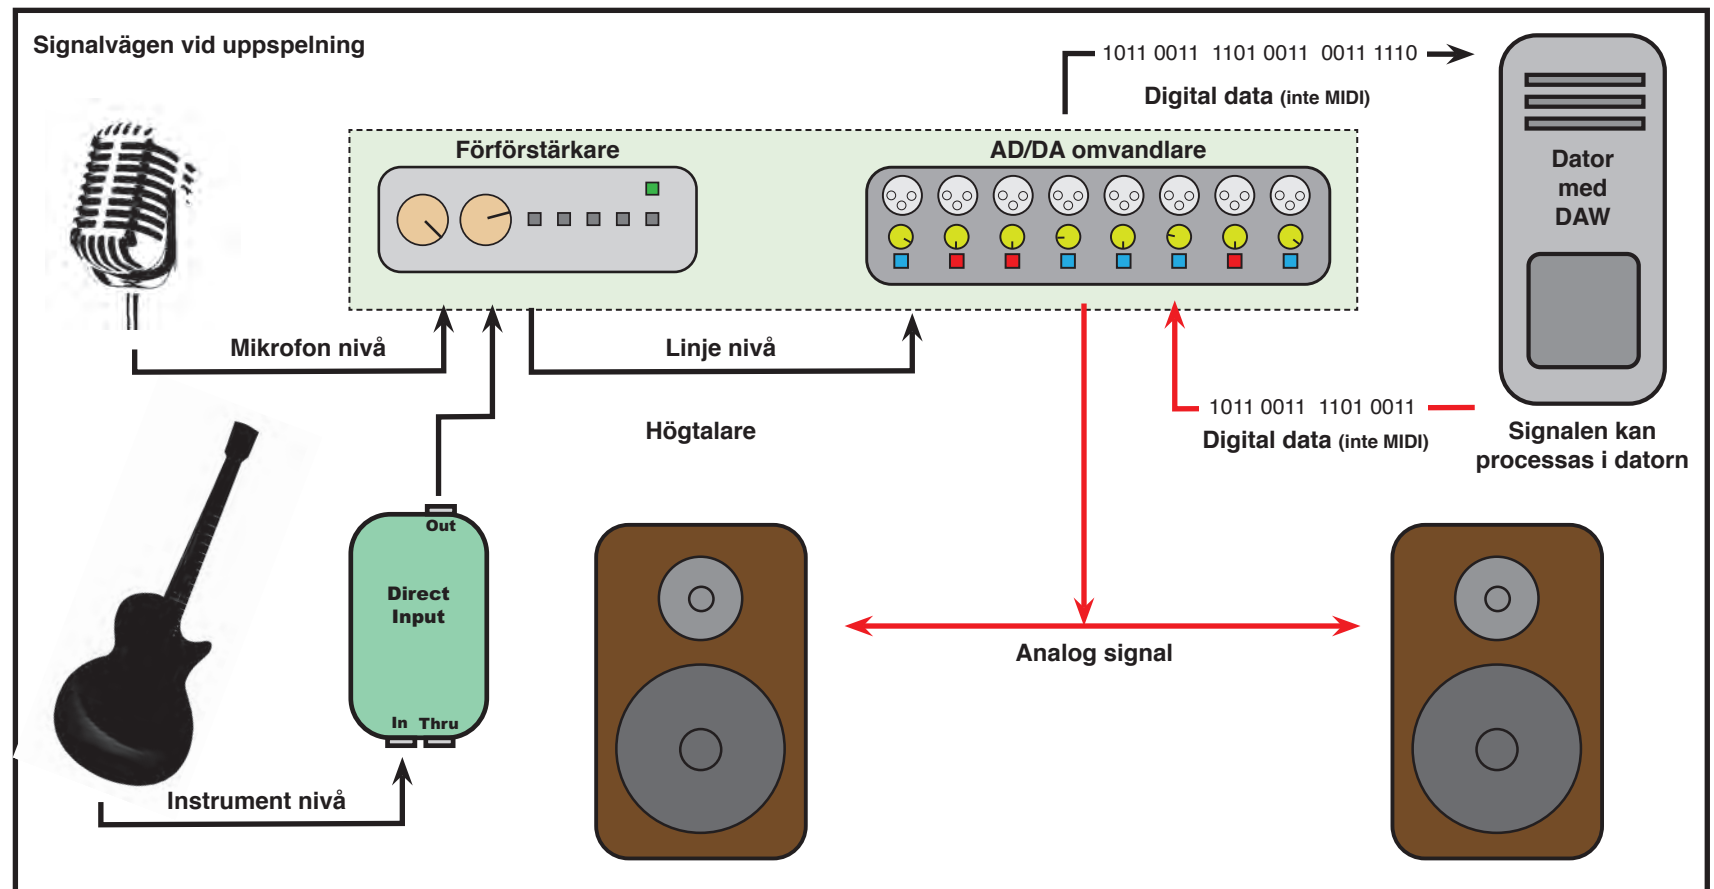 Signalvägen vid uppspelning
1011 0011 1101 0011 0011 1110
Digital data (inte MIDI)
Förförstärkare
AD/DA omvandlare
Dator
med
DAW
Mikrofon nivå
Linje nivå
1011 0011 1101 0011
Digital data (inte MIDI)
Högtalare
Signalen kan
processas i datorn
Out
Direct
Input
In Thru
Analog signal
Instrument nivå